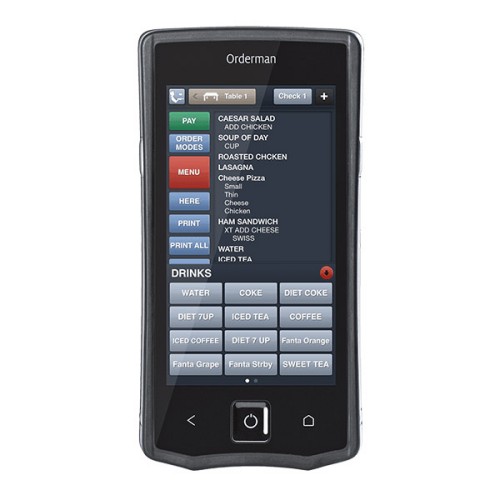 Orderman
Table 1
Check 1 +
PAY
ORDER
MODES
MENU
HERE
PRINT
PRINT ALL
CAESAR SALAD
ADD CHICKEN
SOUP OF DAY
CUP
ROASTED CHCKEN
LASAGNA
Cheese Pizza
Small
Thin
Cheese
Chicken
HAM SANDWICH
XT ADD CHEESE
SWISS
WATER
ICED TEA
DRINKS
WATER COKE DIET COKE
DIET 7UP ICED TEA COFFEE
ICED COFFEE DIET 7 UP Fanta Orange
Fanta Grape Fanta Strby SWEET TEA